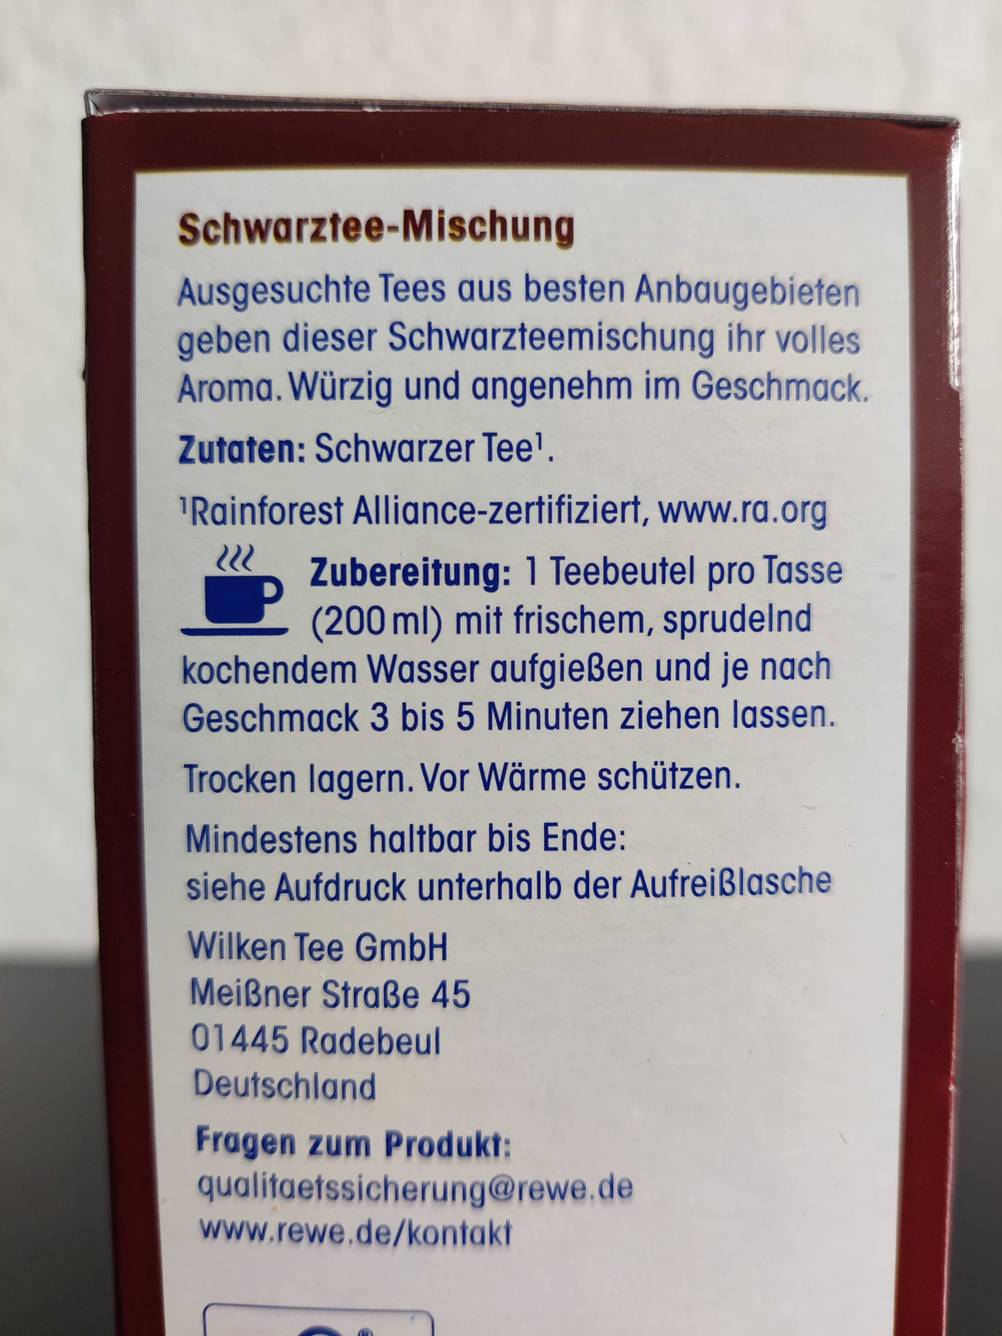 Schwarztee-Mischung
Ausgesuchte Tees aus besten Anbaugebieten
geben dieser Schwarzteemischung ihr volles
Aroma. Würzig und angenehm im Geschmack.
Zutaten: Schwarzer Tee¹.
¹Rainforest Alliance-zertifiziert, www.ra.org
Zubereitung: 1 Teebeutel pro Tasse
(200 ml) mit frischem, sprudelnd
kochendem Wasser aufgießen und je nach
Geschmack 3 bis 5 Minuten ziehen lassen.
Trocken lagern. Vor Wärme schützen.
Mindestens haltbar bis Ende:
siehe Aufdruck unterhalb der Aufreißlasche
Wilken Tee GmbH
Meißner Straße 45
01445 Radebeul
Deutschland
Fragen zum Produkt:
qualitaetssicherung@rewe.de
www.rewe.de/kontakt
®